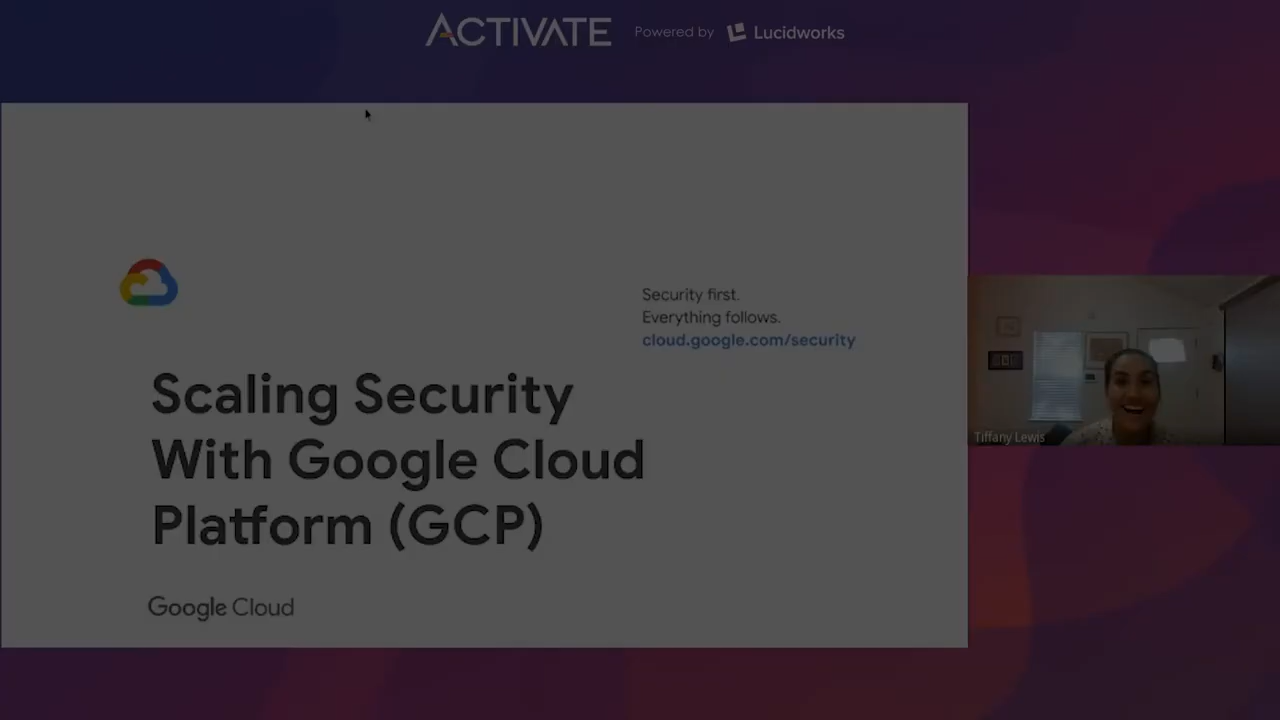 ACTIVATE Powered by Lucidworks
Security first.
Everything follows.
cloud.google.com/security
Scaling Security
With Google Cloud
Platform (GCP)
Tiffany Lewis
Google Cloud